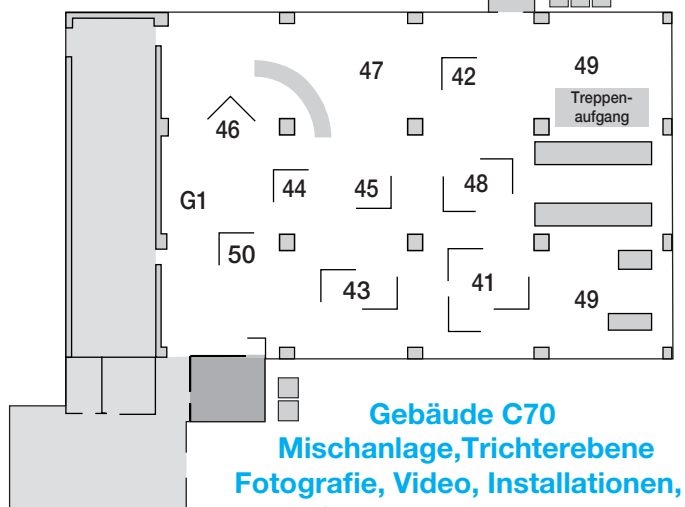 47
42
49
Treppen-
aufgang
46
44
45
48
G1
50
43
41
49
Gebäude C70
Mischanlage,Trichterebene
Fotografie, Video, Installationen,